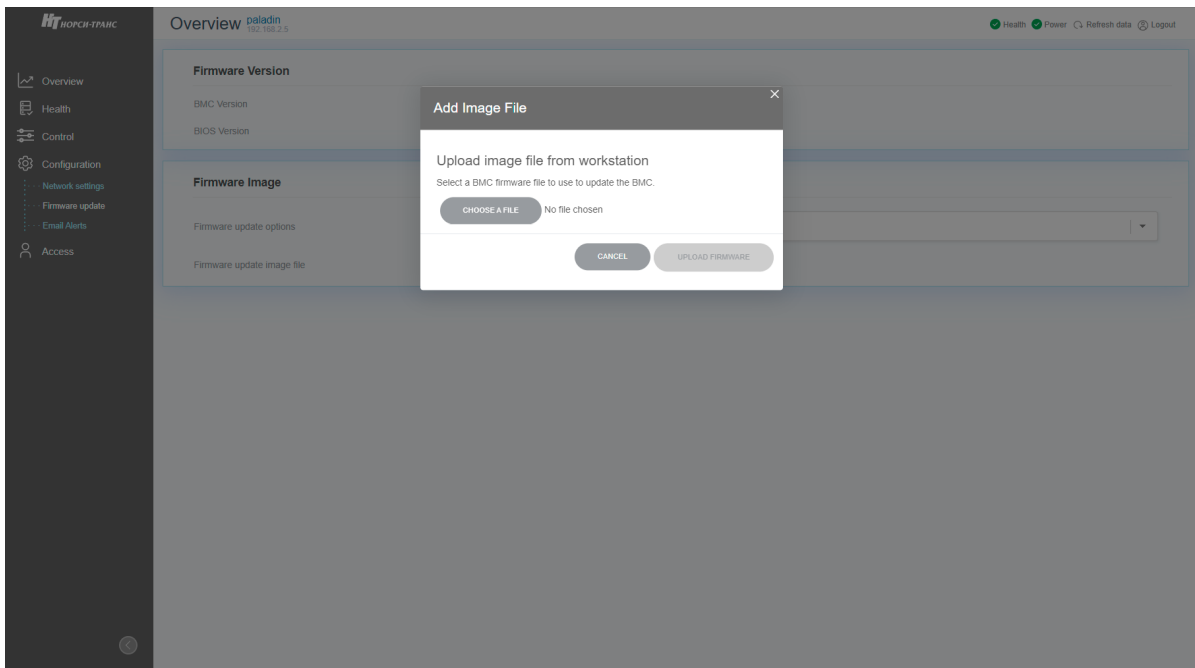 НТ НОРСИ-ТРАНС
Overview paladin
192.168.2.5
Health Power Refresh data Logout
Overview
Health
Control
Configuration
Network settings
Firmware update
Email Alerts
Access
Firmware Version
BMC Version
BIOS Version
Firmware Image
Firmware update options
Firmware update image file
Add Image File
Upload image file from workstation
Select a BMC firmware file to use to update the BMC.
CHOOSE A FILE No file chosen
CANCEL UPLOAD FIRMWARE